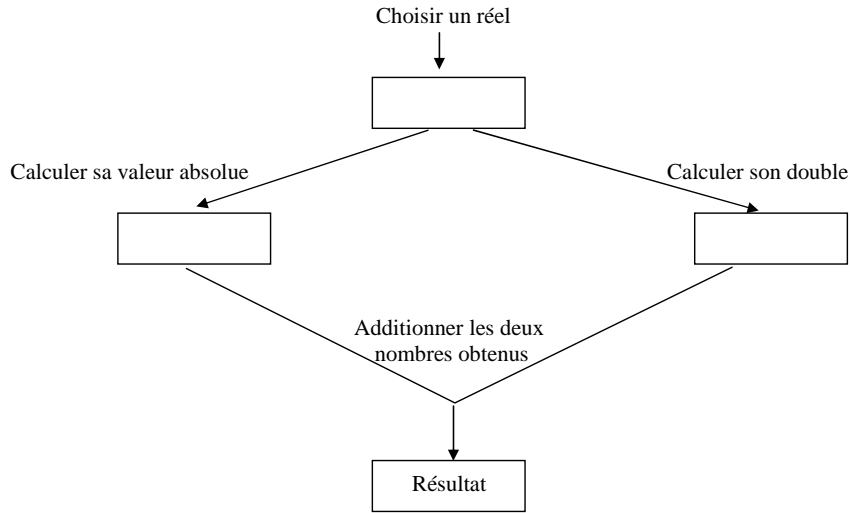 Choisir un réel
Calculer sa valeur absolue
Calculer son double
Additionner les deux
nombres obtenus
Résultat